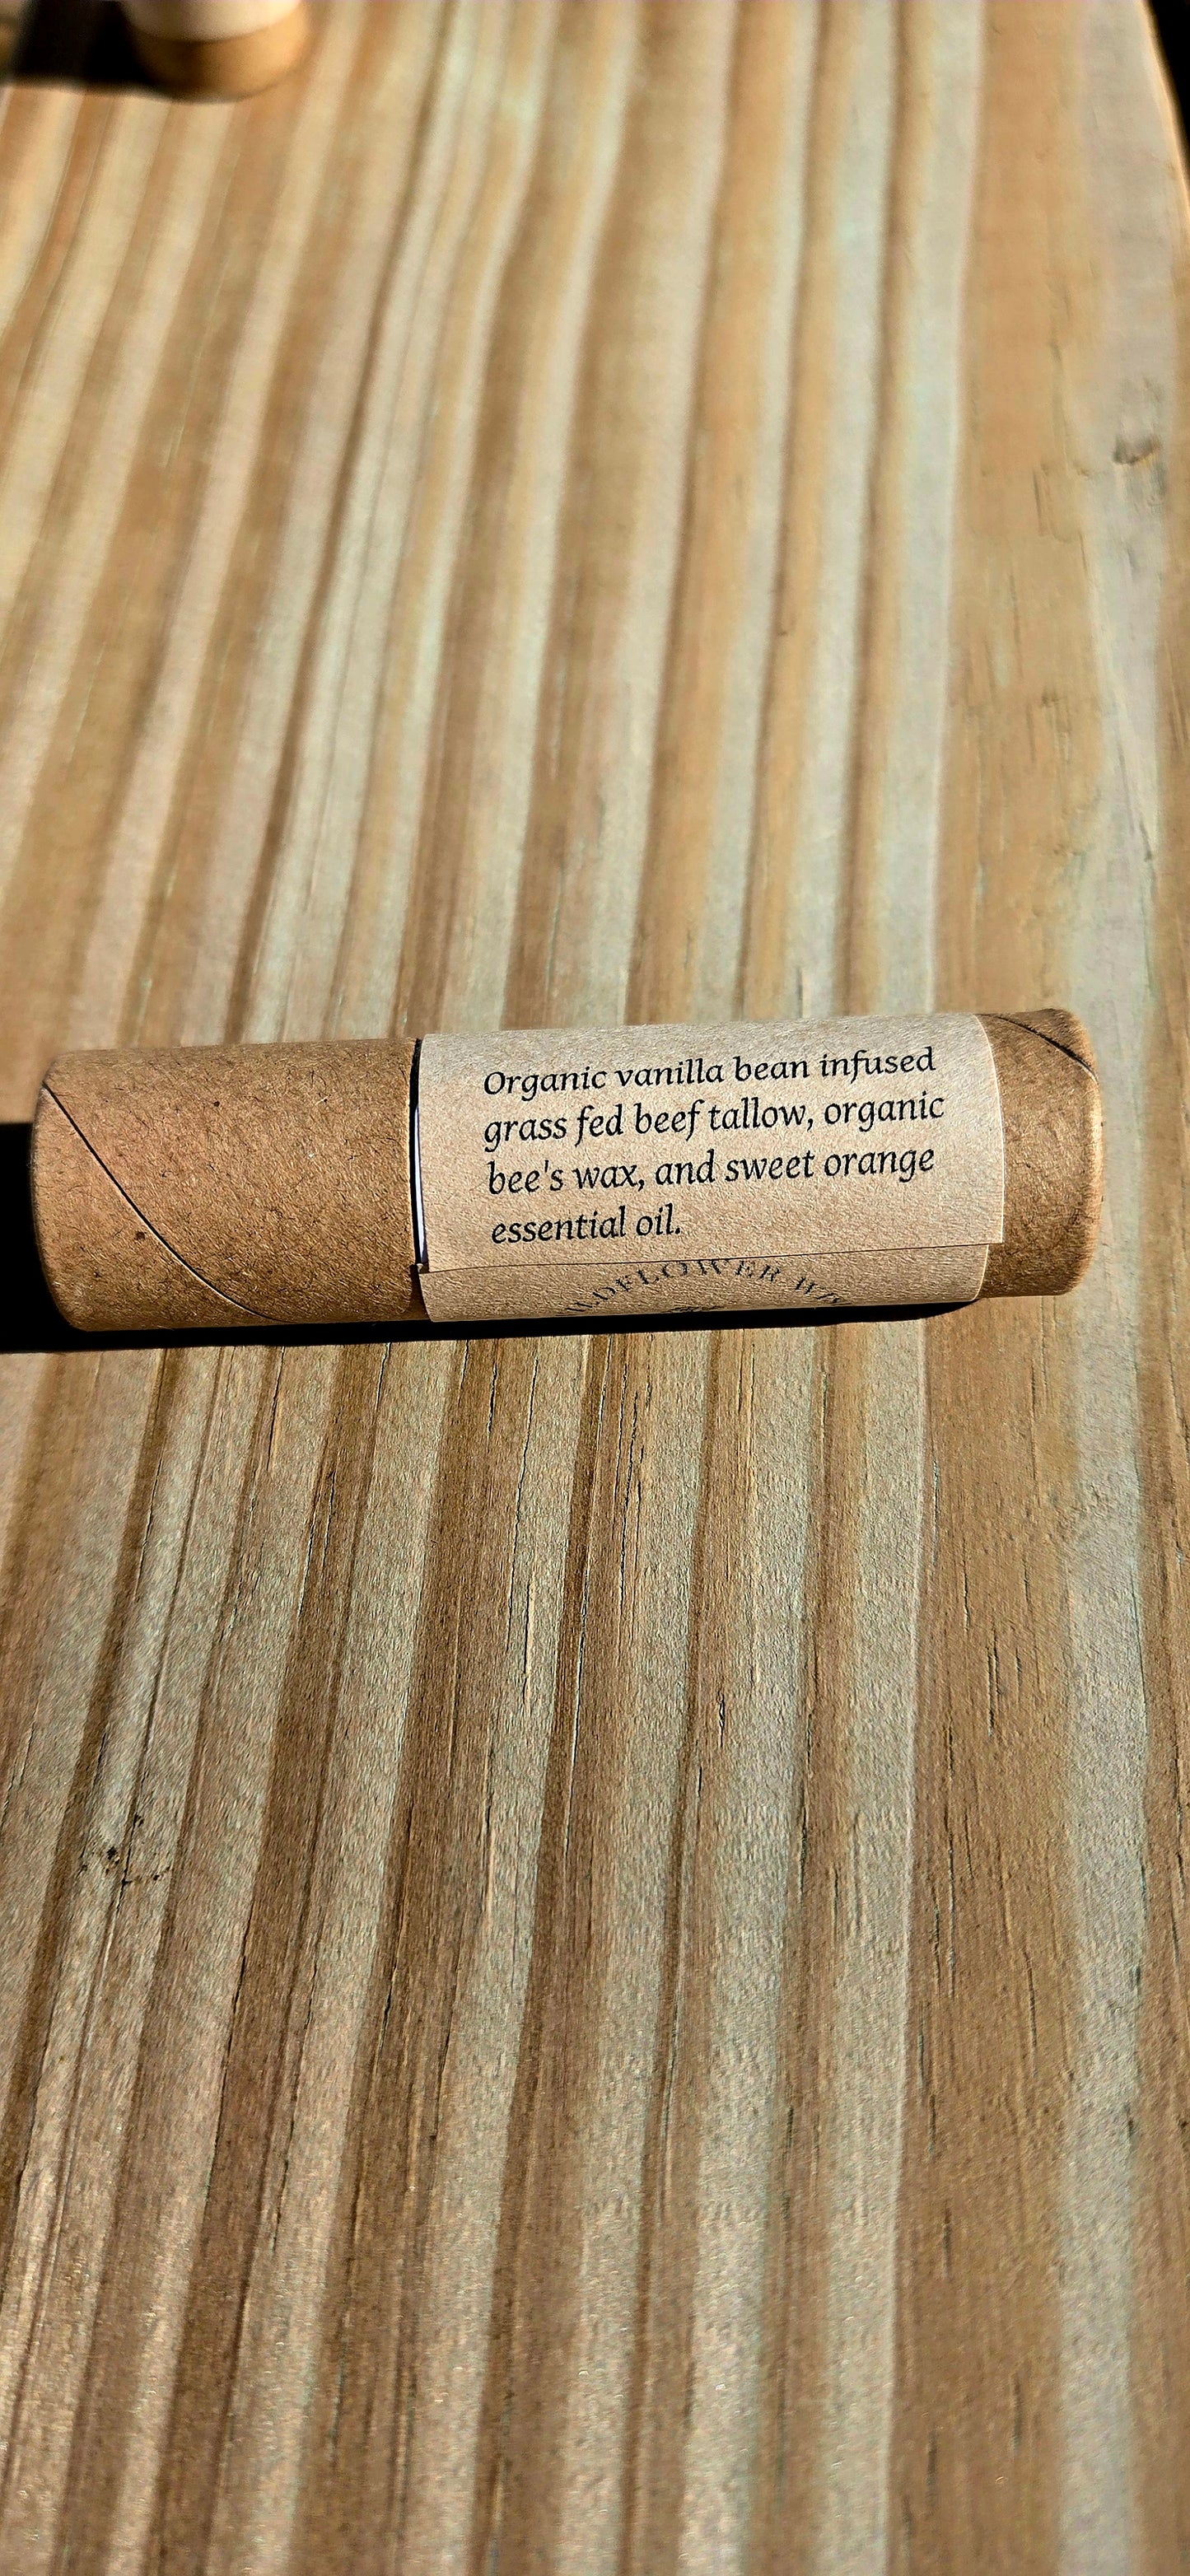 Organic vanilla bean infused
grass fed beef tallow, organic
bee's wax, and sweet orange
essential oil.